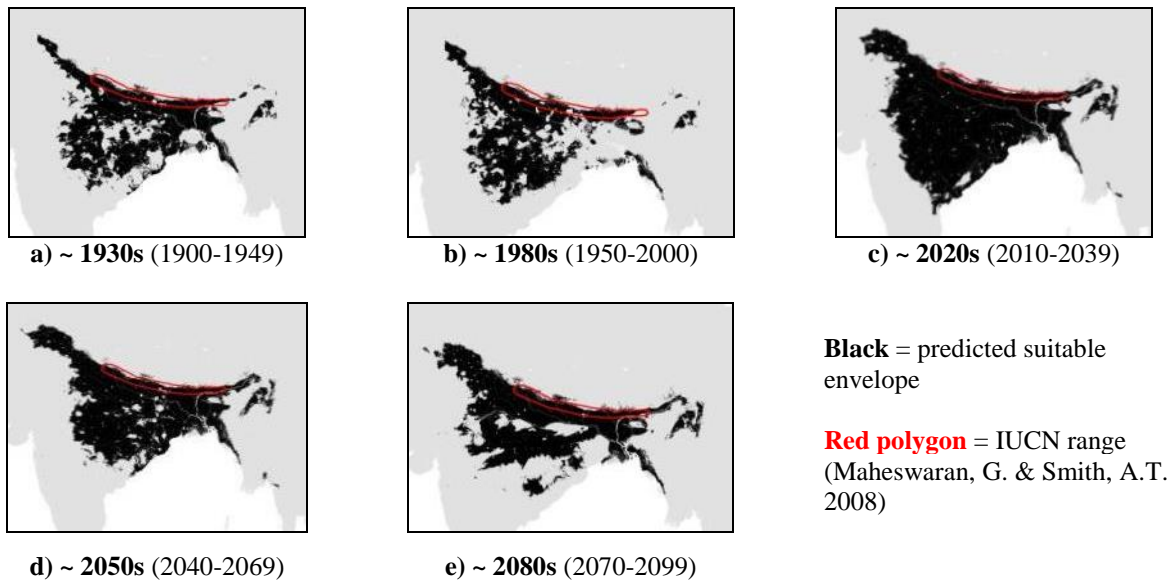 a) ~ 1930s (1900-1949)
b) ~ 1980s (1950-2000)
c) ~ 2020s (2010-2039)
Black = predicted suitable
envelope
Red polygon = IUCN range
(Maheswaran, G. & Smith, A.T.
2008)
d) ~ 2050s (2040-2069)
e) ~ 2080s (2070-2099)